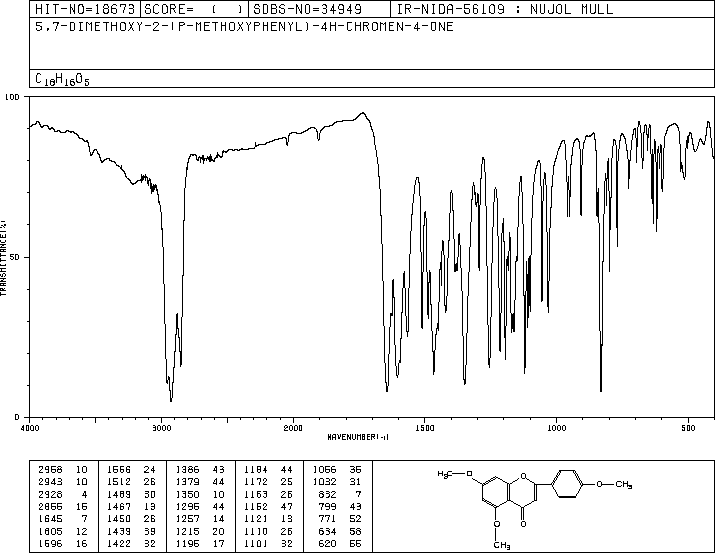 HIT-NO=18673 SCORE= ( ) SDBS-NO=34949 IR-NIDA-56109 : NUJOL MULL
5,7-DIMETHOXY-2-(P-METHOXYPHENYL)-4H-CHROMEN-4-ONE
C18H16O5
100
50
0
TRANSMITTANCE(%)
4000 3000 2000 1500 1000 500
WAVENUMBER(-1)
2958 10 1566 24 1386 43 1184 44 1056 35
2943 10 1512 26 1379 44 1172 25 1032 31
2928 4 1489 30 1350 10 1163 26 832 7
2855 15 1467 13 1295 44 1152 47 799 43
1645 7 1450 26 1257 14 1121 13 771 52
1605 12 1439 39 1215 20 1110 26 634 58
1596 16 1422 32 1195 17 1101 32 620 55
H3C O O
O CH3
O O
CH3